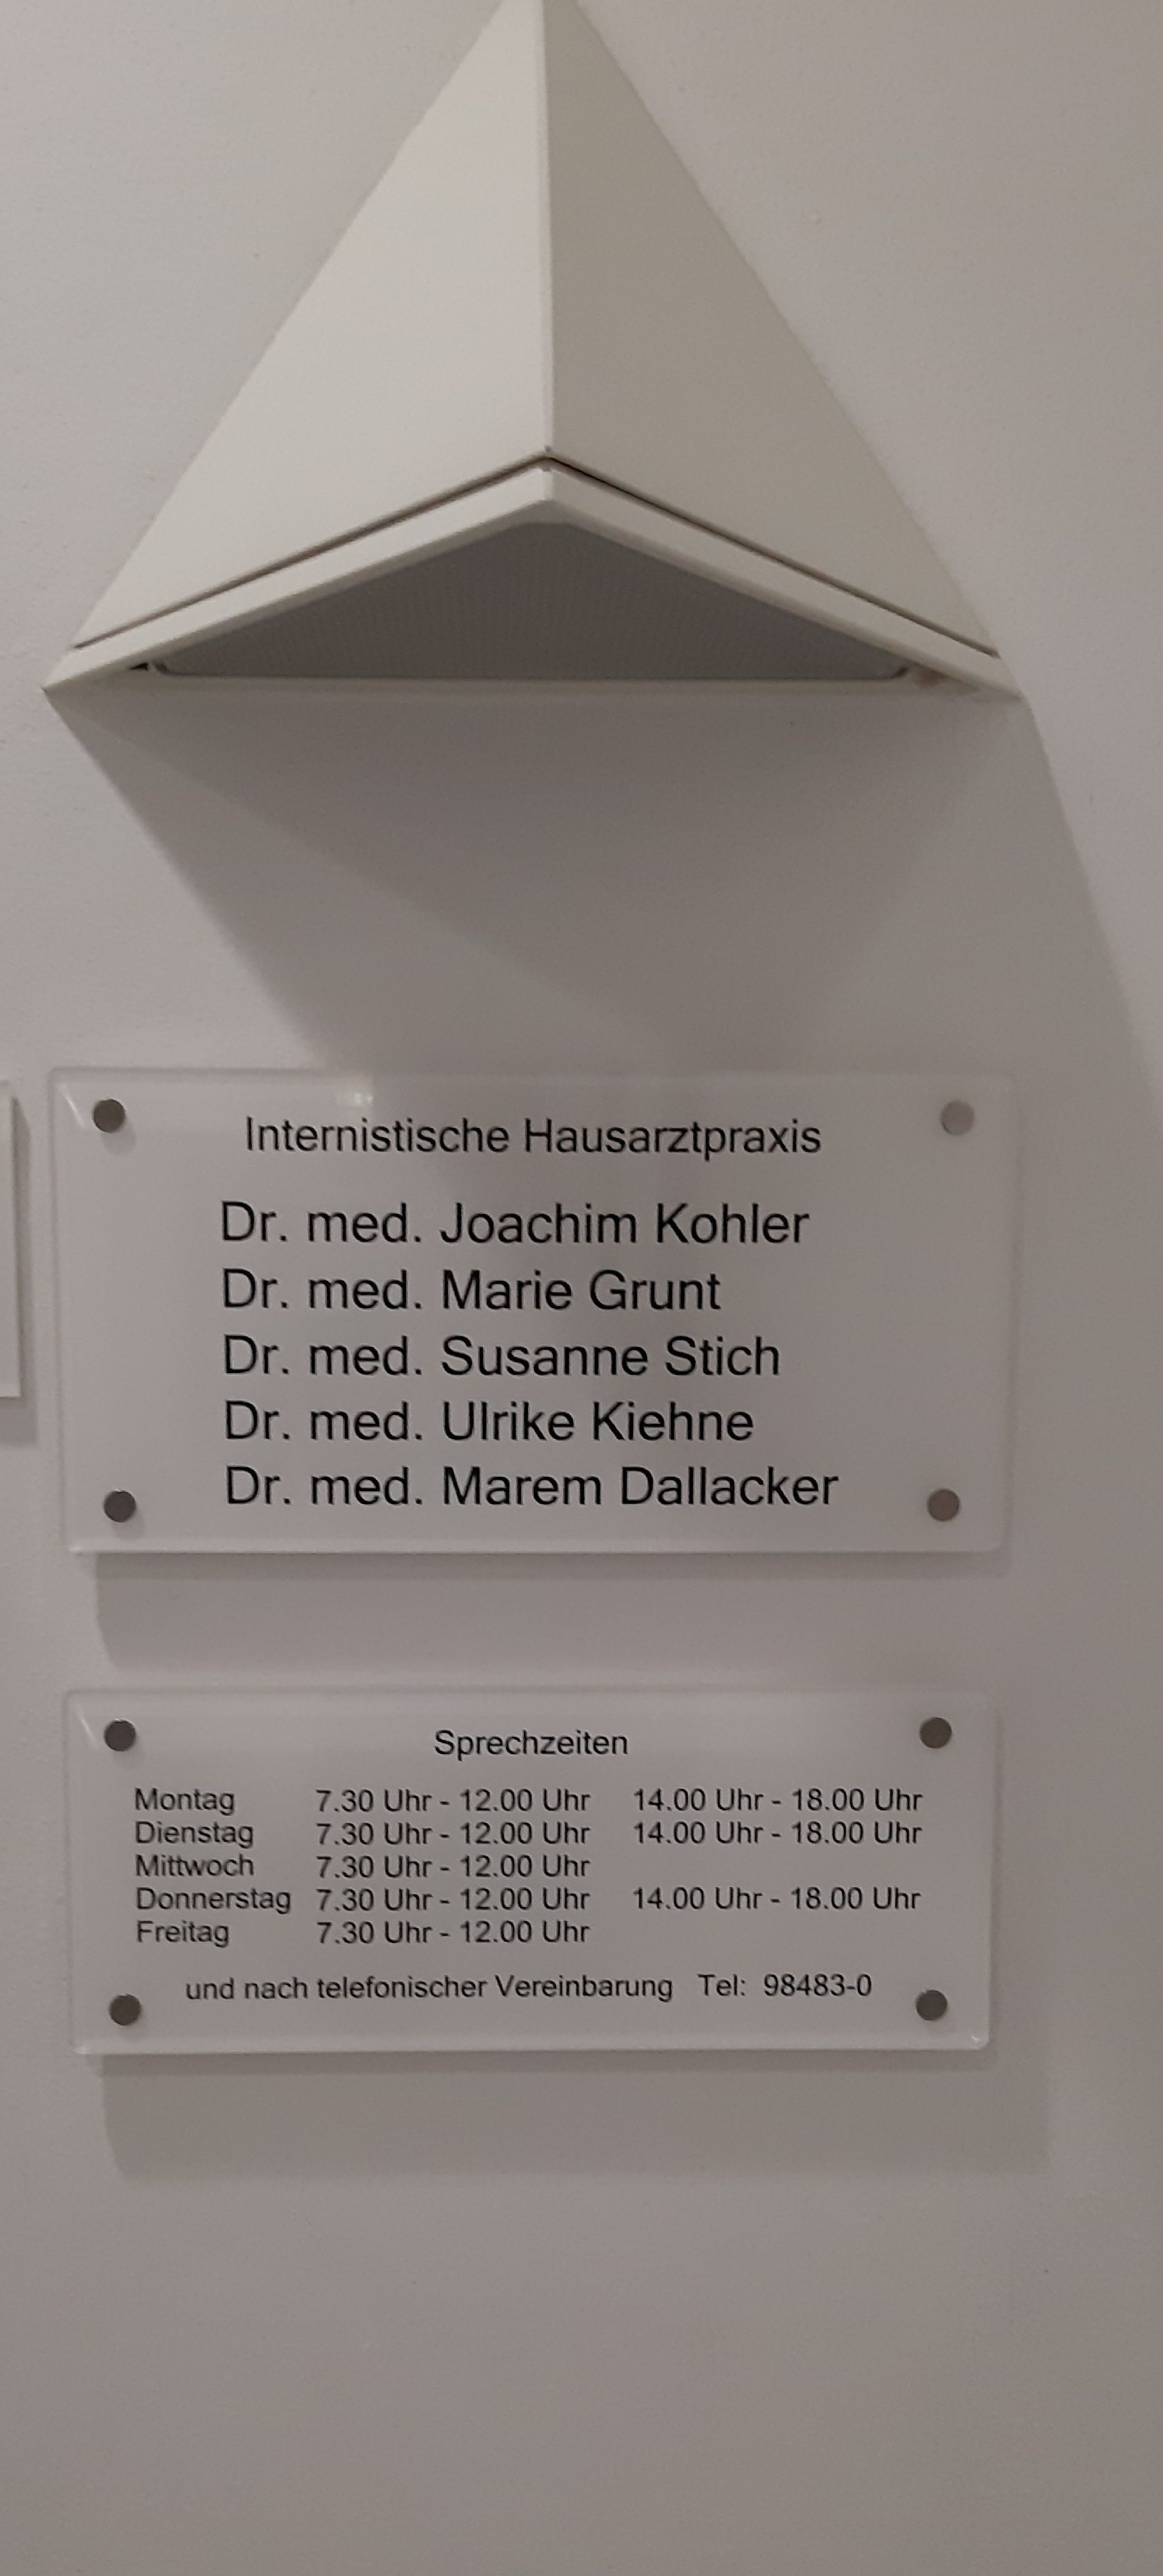 Internistische Hausarztpraxis
Dr. med. Joachim Kohler
Dr. med. Marie Grunt
Dr. med. Susanne Stich
Dr. med. Ulrike Kiehne
Dr. med. Marem Dallacker
Sprechzeiten
Montag 7.30 Uhr - 12.00 Uhr 14.00 Uhr - 18.00 Uhr
Dienstag 7.30 Uhr - 12.00 Uhr 14.00 Uhr - 18.00 Uhr
Mittwoch 7.30 Uhr - 12.00 Uhr
Donnerstag 7.30 Uhr - 12.00 Uhr 14.00 Uhr - 18.00 Uhr
Freitag 7.30 Uhr - 12.00 Uhr
und nach telefonischer Vereinbarung Tel: 98483-0